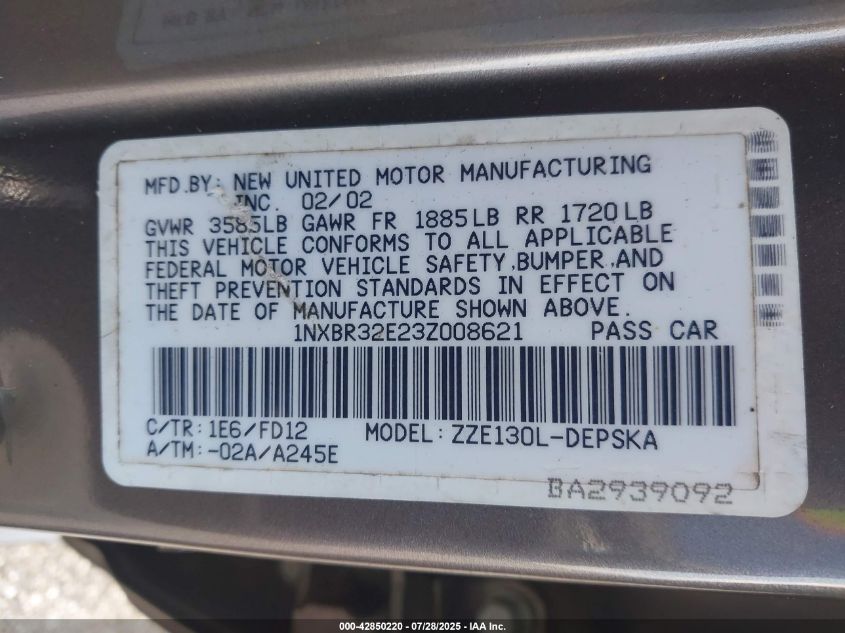 MFD.BY: NEW UNITED MOTOR MANUFACTURING
INC. 02/02
GVWR 3585LB GAWR FR 1885LB RR 1720LB
THIS VEHICLE CONFORMS TO ALL APPLICABLE
FEDERAL MOTOR VEHICLE SAFETY,BUMPER,AND
THEFT PREVENTION STANDARDS IN EFFECT ON
THE DATE OF MANUFACTURE SHOWN ABOVE.
1NXBR32E23Z008621 PASS CAR
C/TR: 1E6/FD12 MODEL: ZZE130L-DEPSKA
A/TM: -02A/A245E
BA2939092
000-42850220 | 07/28/2025 | IAA Inc.